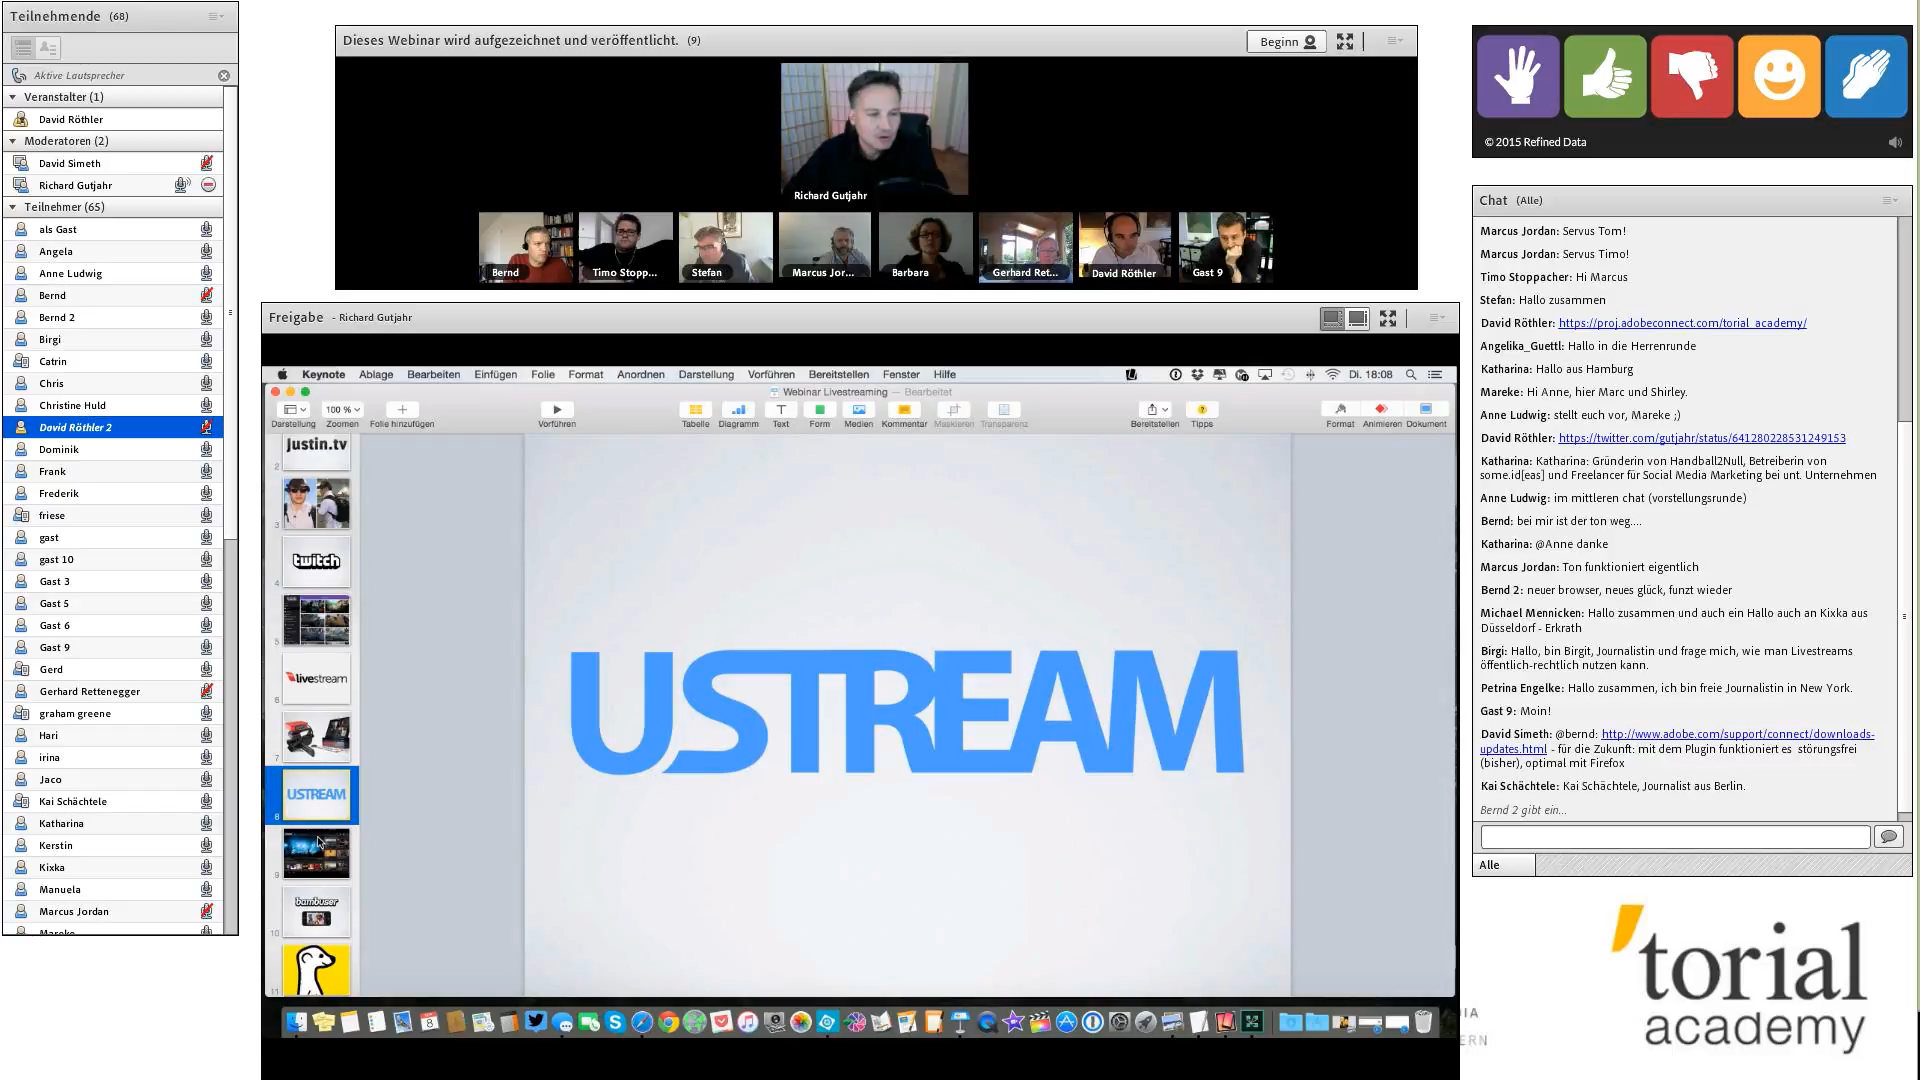 Teilnehmende (68)
Aktive Lautsprecher
Veranstalter (1)
David Röthler
Moderatoren (2)
David Simeth
Richard Gutjahr
Teilnehmer (65)
als Gast
Angela
Anne Ludwig
Bernd
Bernd 2
Birgi
Catrin
Chris
Christine Huld
David Röthler 2
Dominik
Frank
Frederik
friese
gast
gast 10
Gast 3
Gast 5
Gast 6
Gast 9
Gerd
Gerhard Rettenegger
graham greene
Hari
irina
Jaco
Kai Schächtele
Katharina
Kerstin
Kixka
Manuela
Marcus Jordan
Mareke
Dieses Webinar wird aufgezeichnet und veröffentlicht. (9)
Beginn
Richard Gutjahr
Bernd
Timo Stopp...
Stefan
Marcus Jor...
Barbara
Gerhard Ret...
David Röthler
Gast 9
Freigabe - Richard Gutjahr
Keynote Ablage Bearbeiten Einfügen Folie Format Anordnen Darstellung Vorführen Bereitstellen Fenster Hilfe
Di. 18:08
Webinar Livestreaming — Bearbeitet
100 %
Darstellung Zoomen Folie hinzufügen Vorführen Tabelle Diagramm Text Form Medien Kommentar Maskieren Transparenz Bereitstellen Tipps Format Animieren Dokument
Justin.tv
2
3
twitch
4
5
livestream
6
7
USTREAM
8
9
bambuser
10
11
USTREAM
© 2015 Refined Data
Chat (Alle)
Marcus Jordan: Servus Tom!
Marcus Jordan: Servus Timo!
Timo Stoppacher: Hi Marcus
Stefan: Hallo zusammen
David Röthler: https://proj.adobeconnect.com/torial_academy/
Angelika_Guettl: Hallo in die Herrenrunde
Katharina: Hallo aus Hamburg
Mareke: Hi Anne, hier Marc und Shirley.
Anne Ludwig: stellt euch vor, Mareke ;)
David Röthler: https://twitter.com/gutjahr/status/641280228531249153
Katharina: Katharina: Gründerin von Handball2Null, Betreiberin von
some.id[eas] und Freelancer für Social Media Marketing bei unt. Unternehmen
Anne Ludwig: im mittleren chat (vorstellungsrunde)
Bernd: bei mir ist der ton weg....
Katharina: @Anne danke
Marcus Jordan: Ton funktioniert eigentlich
Bernd 2: neuer browser, neues glück, funzt wieder
Michael Mennicken: Hallo zusammen und auch ein Hallo auch an Kixka aus
Düsseldorf - Erkrath
Birgi: Hallo, bin Birgit, Journalistin und frage mich, wie man Livestreams
öffentlich-rechtlich nutzen kann.
Petrina Engelke: Hallo zusammen, ich bin freie Journalistin in New York.
Gast 9: Moin!
David Simeth: @bernd: http://www.adobe.com/support/connect/downloads-
updates.html - für die Zukunft: mit dem Plugin funktioniert es störungsfrei
(bisher), optimal mit Firefox
Kai Schächtele: Kai Schächtele, Journalist aus Berlin.
Bernd 2 gibt ein...
Alle
'torial
academy